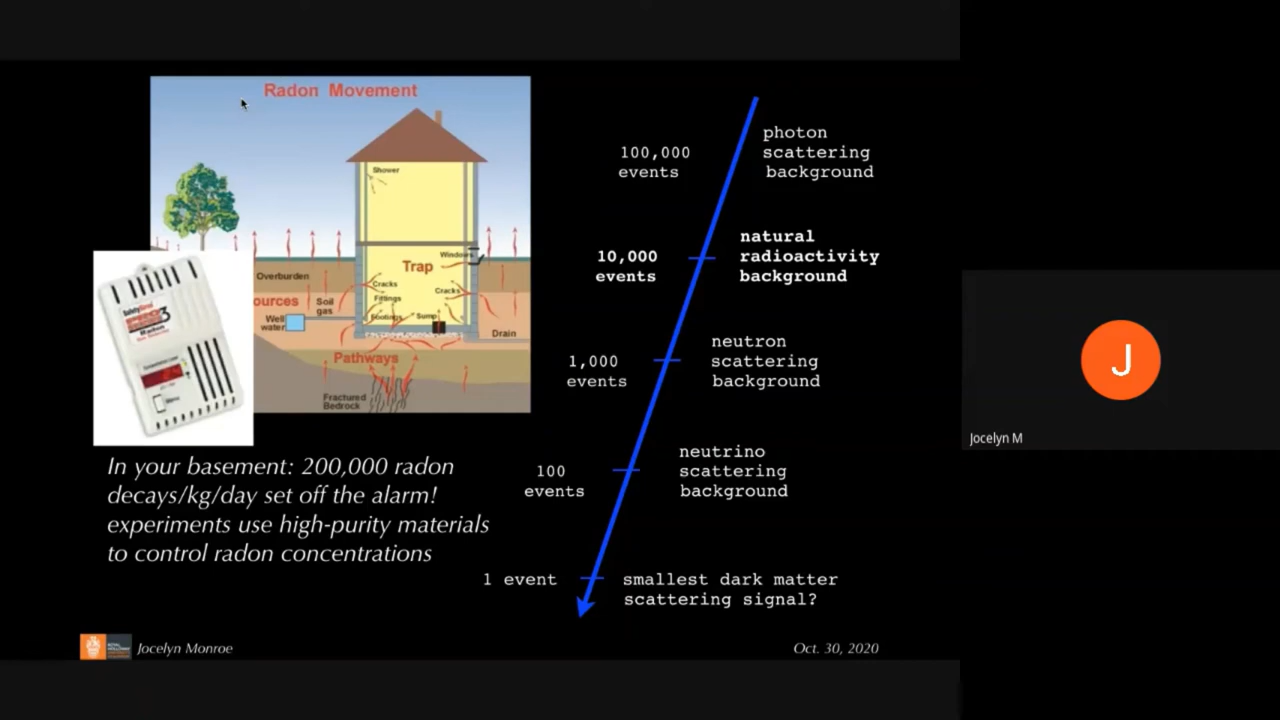 Radon Movement
Shower
Windows
Trap
Overburden
Cracks
Cracks
ources
Soil
gas
Fittings
Well
water
Footings
Sump
Drain
Pathways
Fractured
Bedrock
3
In your basement: 200,000 radon
decays/kg/day set off the alarm!
experiments use high-purity materials
to control radon concentrations
100,000
events
photon
scattering
background
10,000
events
natural
radioactivity
background
1,000
events
neutron
scattering
background
100
events
neutrino
scattering
background
1 event
smallest dark matter
scattering signal?
Jocelyn Monroe
Oct. 30, 2020
J
Jocelyn M